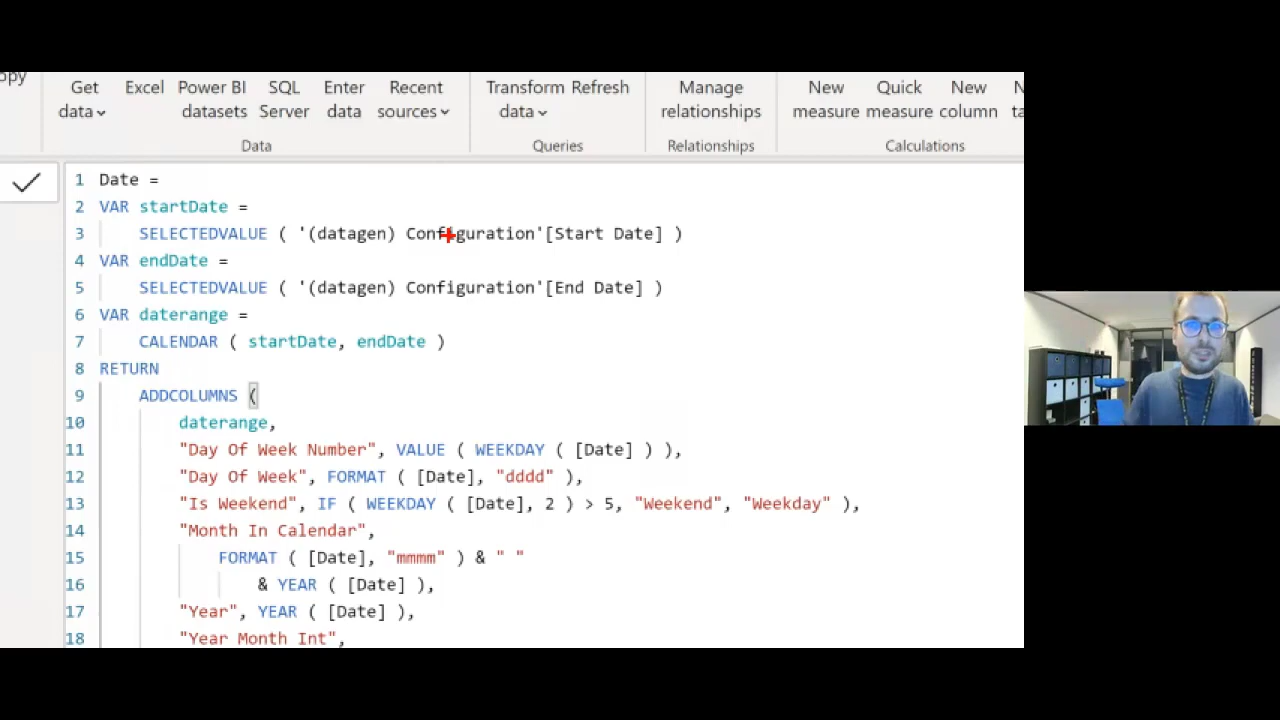 opy
Get data
Excel
Power BI datasets
SQL Server
Enter data
Recent sources
Transform data
Refresh
Manage relationships
New measure
Quick measure
New column
N
ta
Data
Queries
Relationships
Calculations
1 Date =
2 VAR startDate =
3 SELECTEDVALUE ( '(datagen) Configuration'[Start Date] )
4 VAR endDate =
5 SELECTEDVALUE ( '(datagen) Configuration'[End Date] )
6 VAR daterange =
7 CALENDAR ( startDate, endDate )
8 RETURN
9 ADDCOLUMNS (
10 daterange,
11 "Day Of Week Number", VALUE ( WEEKDAY ( [Date] ) ),
12 "Day Of Week", FORMAT ( [Date], "dddd" ),
13 "Is Weekend", IF ( WEEKDAY ( [Date], 2 ) > 5, "Weekend", "Weekday" ),
14 "Month In Calendar",
15 FORMAT ( [Date], "mmmm" ) & " "
16 & YEAR ( [Date] ),
17 "Year", YEAR ( [Date] ),
18 "Year Month Int",